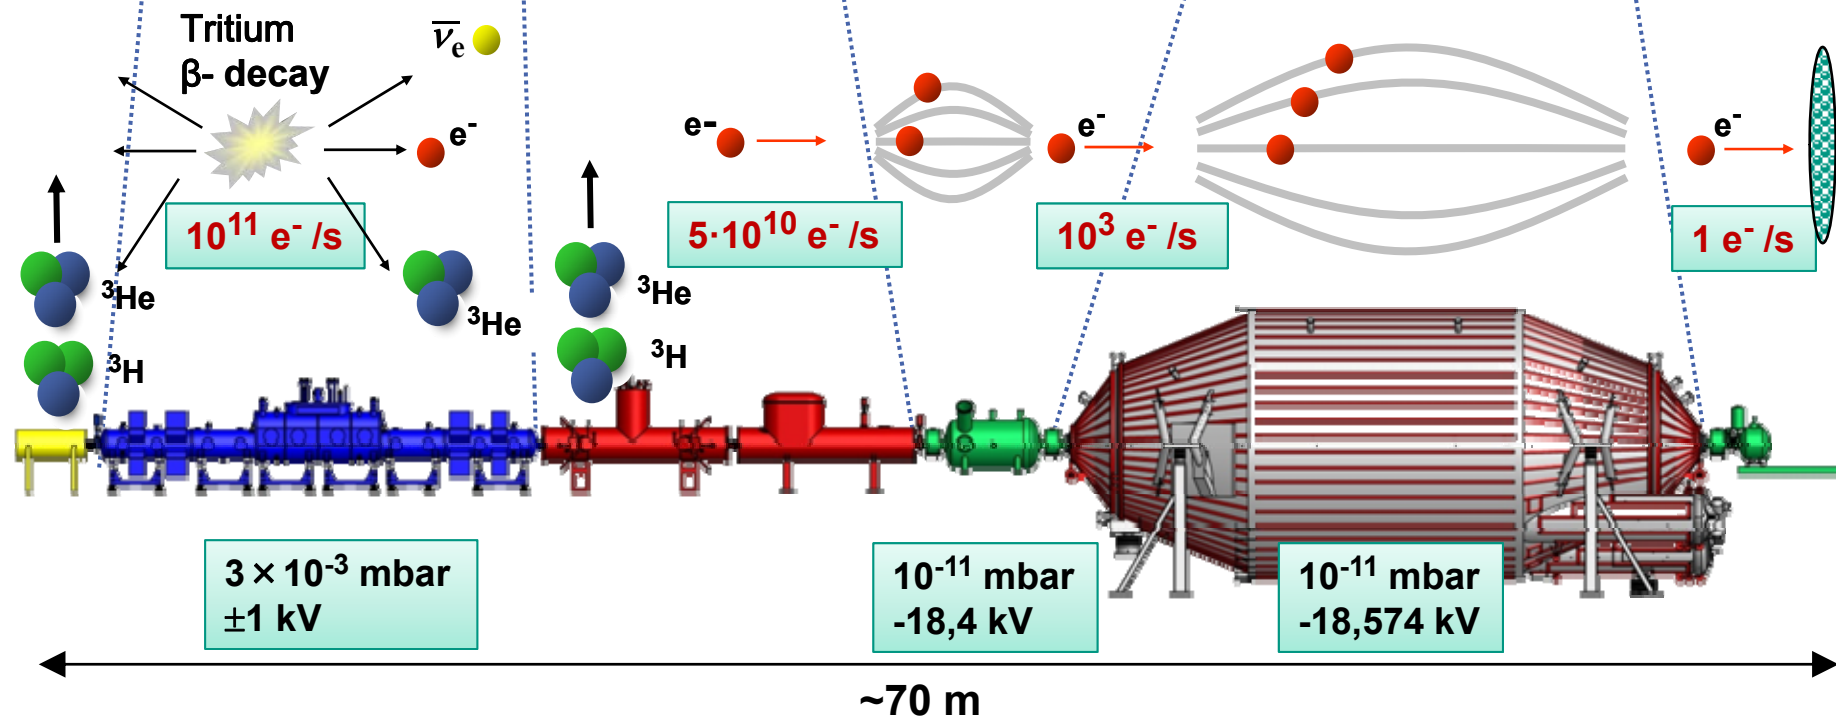 Tritium
β- decay
ν̅ₑ
e⁻
10¹¹ e⁻ /s
³He
³H
³He
³He
³H
e-
5·10¹⁰ e⁻ /s
e⁻
10³ e⁻ /s
e⁻
1 e⁻ /s
3 × 10⁻³ mbar
±1 kV
10⁻¹¹ mbar
-18,4 kV
10⁻¹¹ mbar
-18,574 kV
~70 m